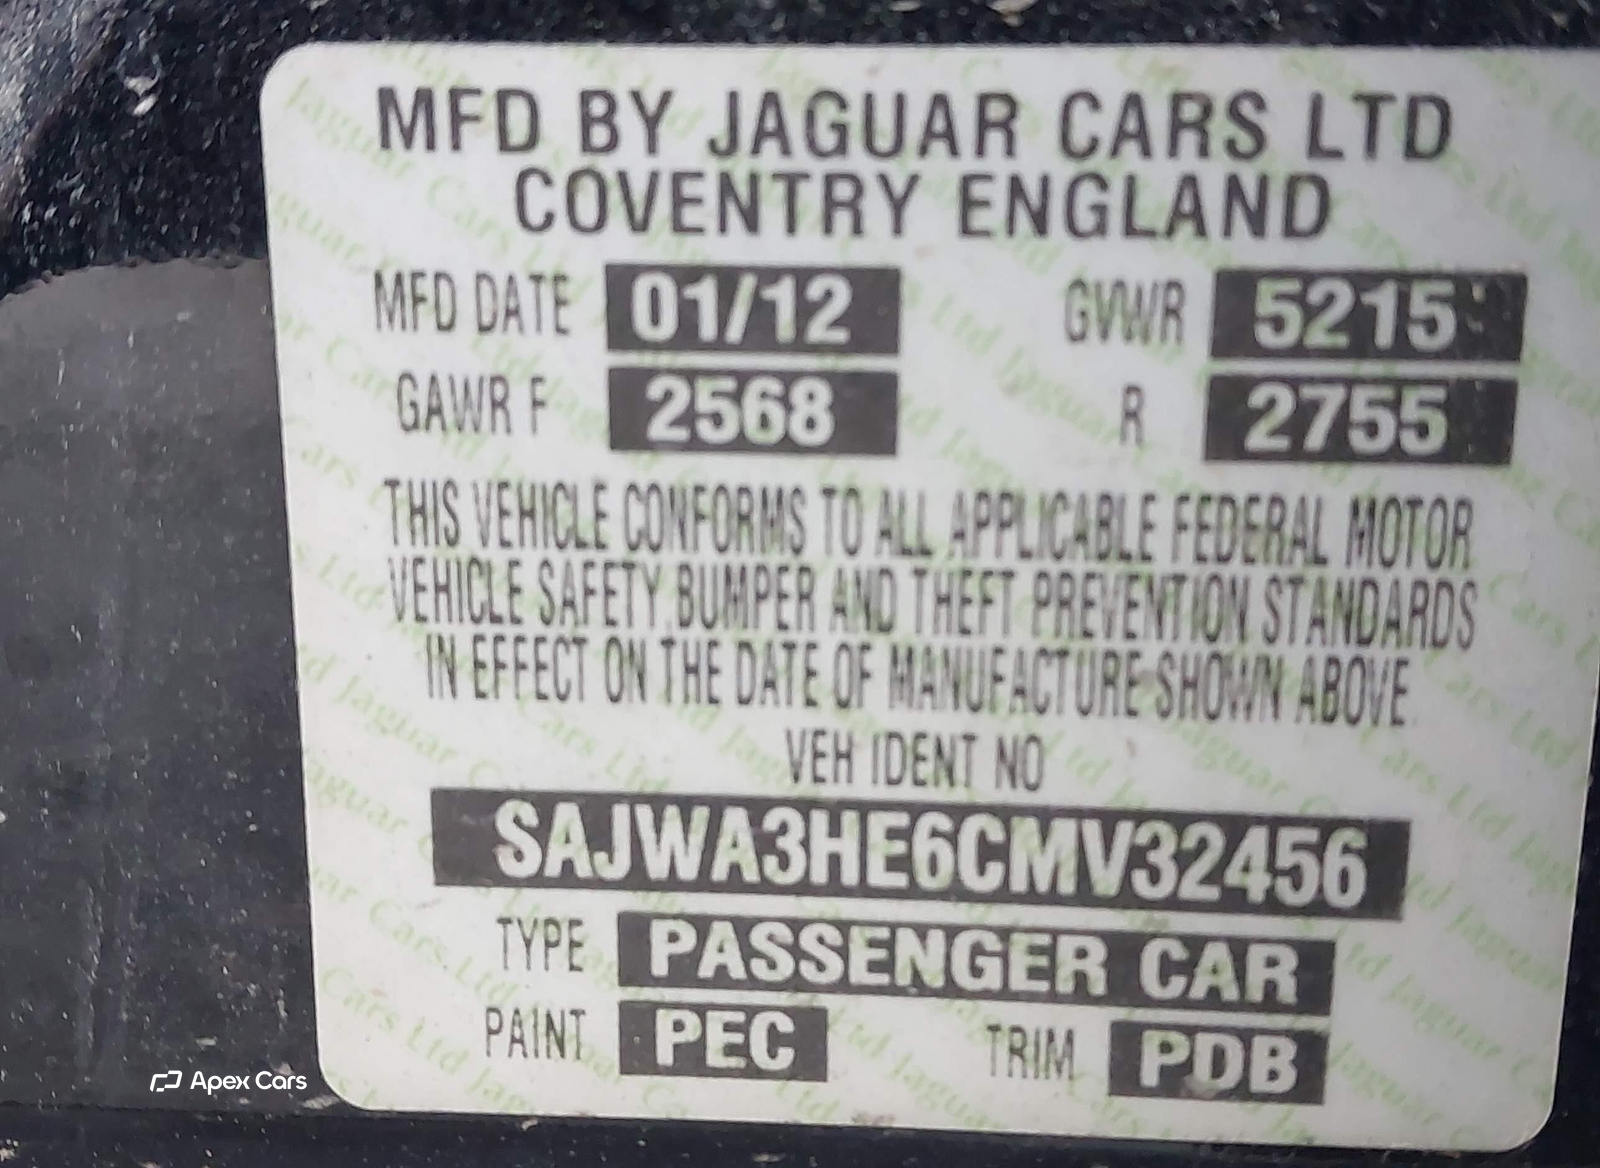 MFD BY JAGUAR CARS LTD
COVENTRY ENGLAND
MFD DATE 01/12 GVWR 5215
GAWR F 2568 R 2755
THIS VEHICLE CONFORMS TO ALL APPLICABLE FEDERAL MOTOR
VEHICLE SAFETY, BUMPER AND THEFT PREVENTION STANDARDS
IN EFFECT ON THE DATE OF MANUFACTURE SHOWN ABOVE.
VEH IDENT NO
SAJWA3HE6CMV32456
TYPE PASSENGER CAR
PAINT PEC TRIM PDB
Apex Cars